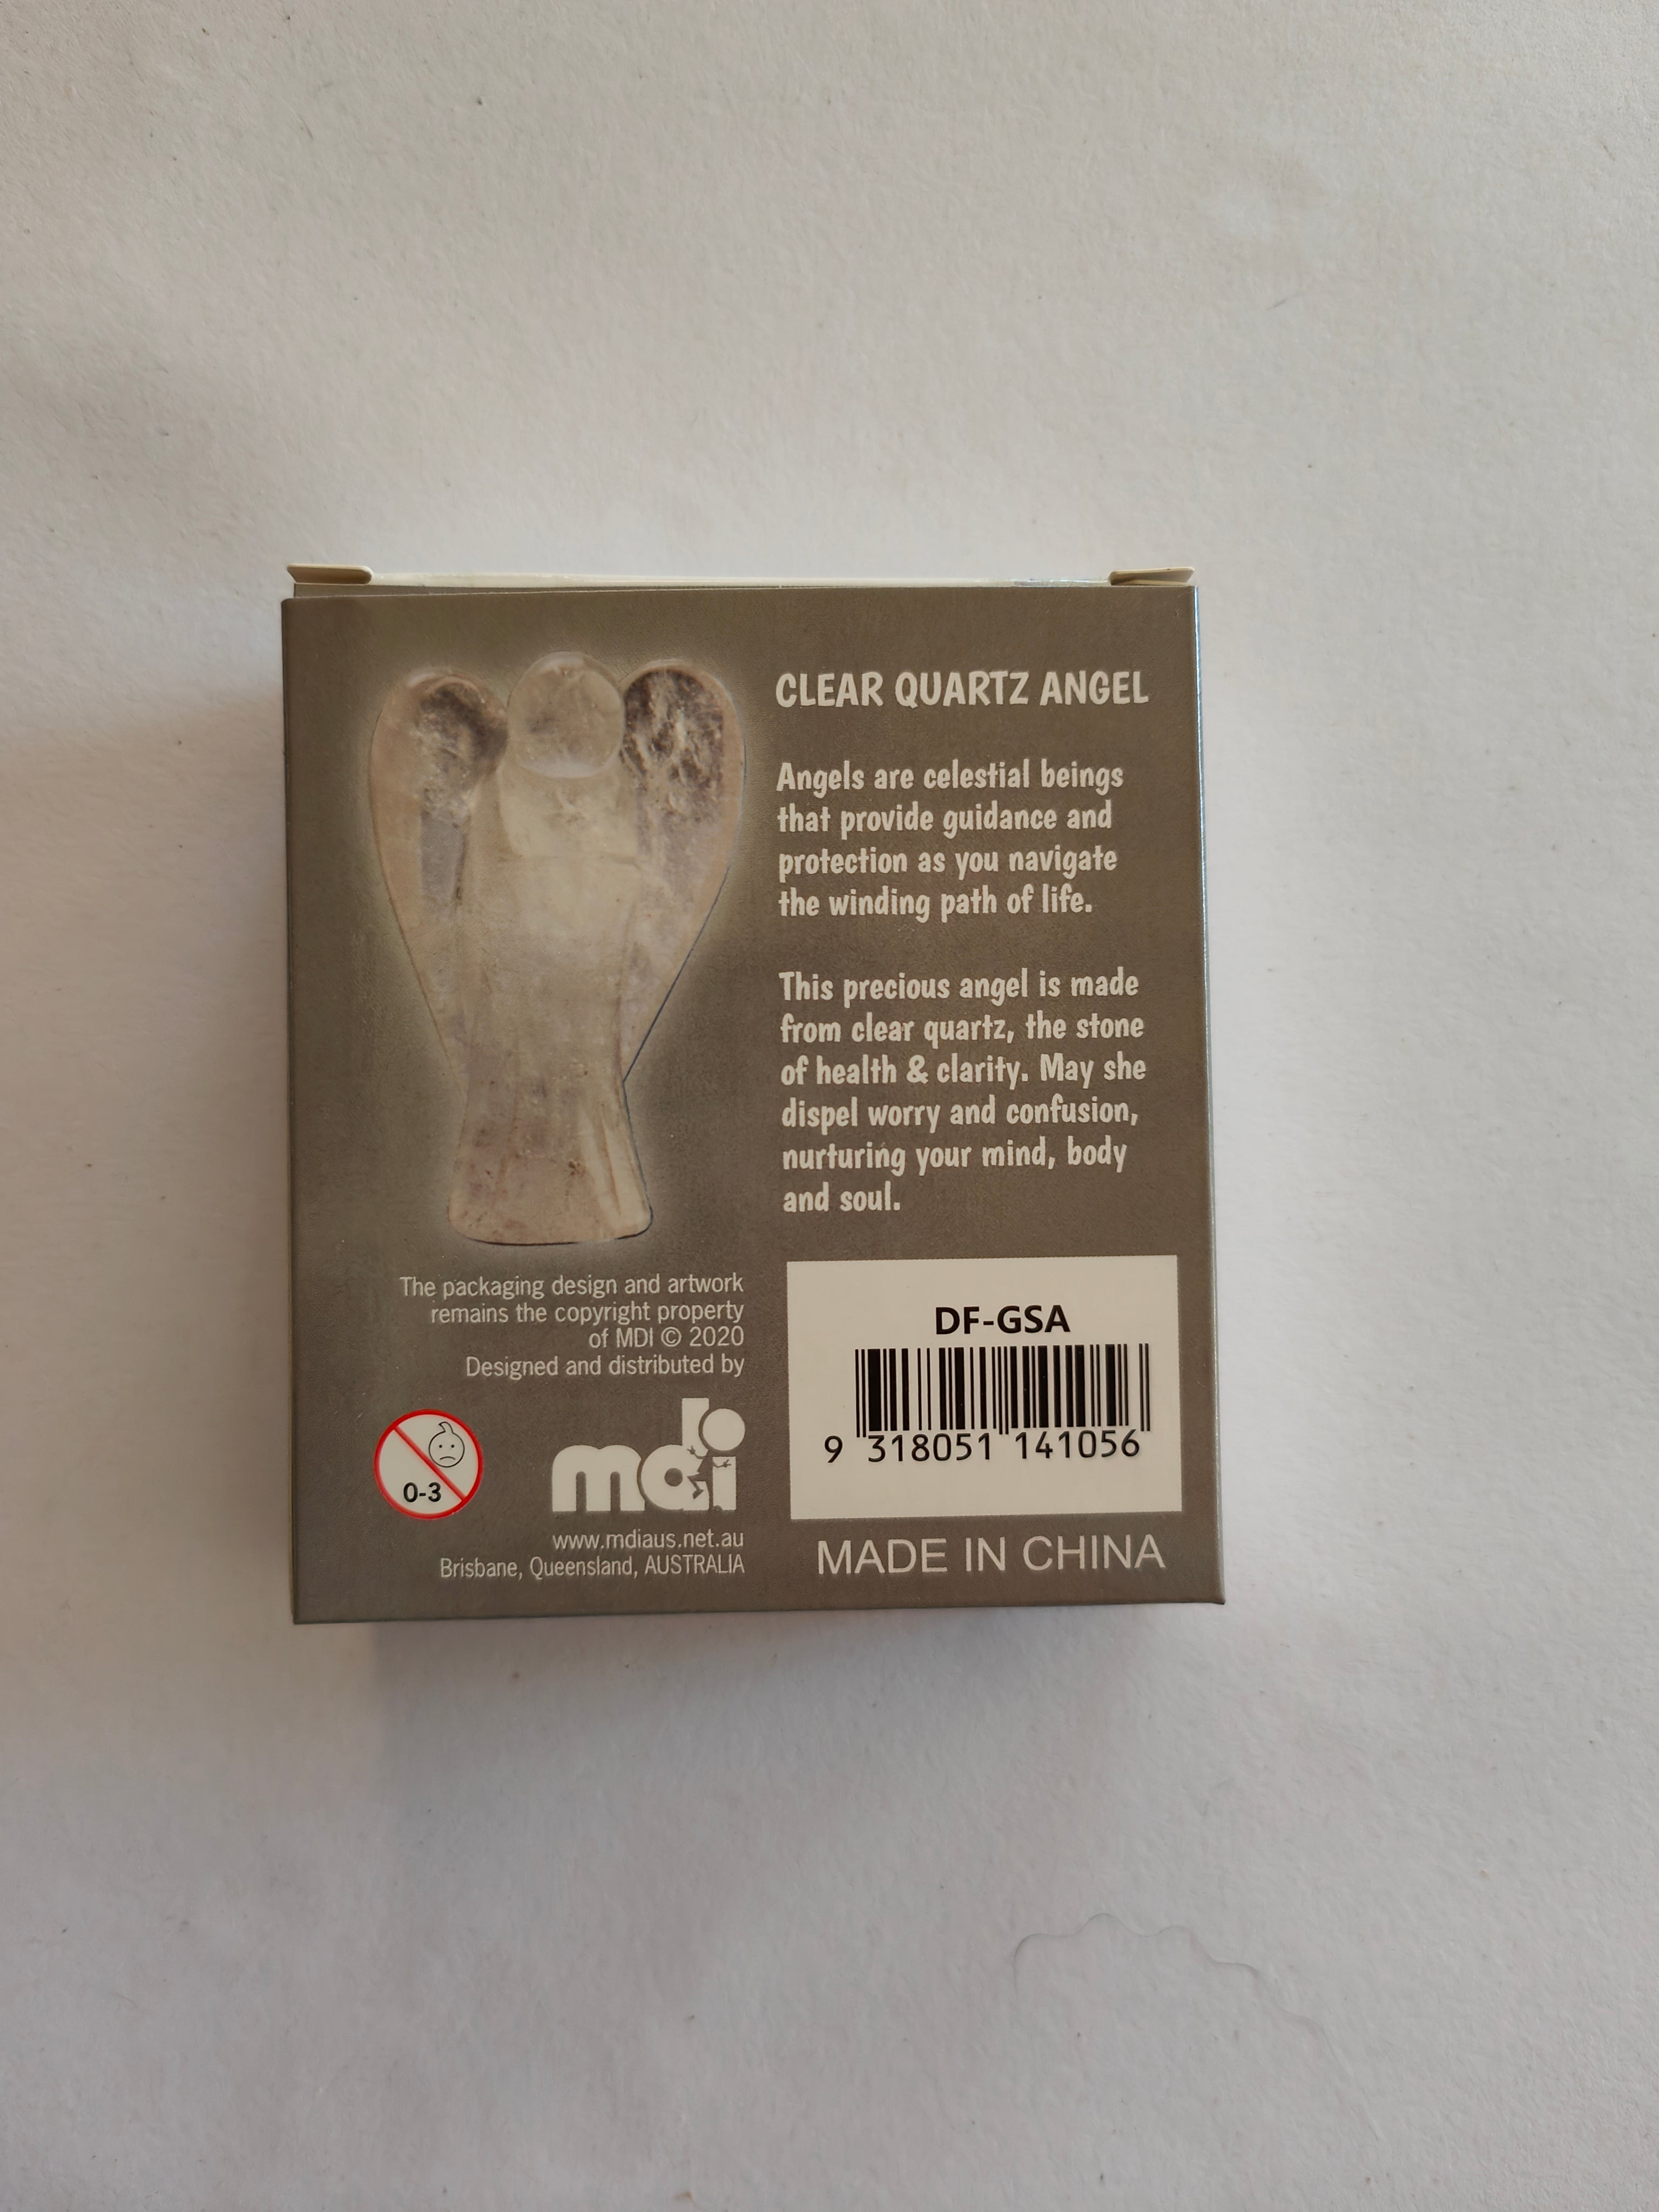 CLEAR QUARTZ ANGEL
Angels are celestial beings
that provide guidance and
protection as you navigate
the winding path of life.
This precious angel is made
from clear quartz, the stone
of health & clarity. May she
dispel worry and confusion,
nurturing your mind, body
and soul.
The packaging design and artwork
remains the copyright property
of MDI © 2020
Designed and distributed by
0-3
mdi
www.mdiaus.net.au
Brisbane, Queensland, AUSTRALIA
DF-GSA
9 318051 141056
MADE IN CHINA